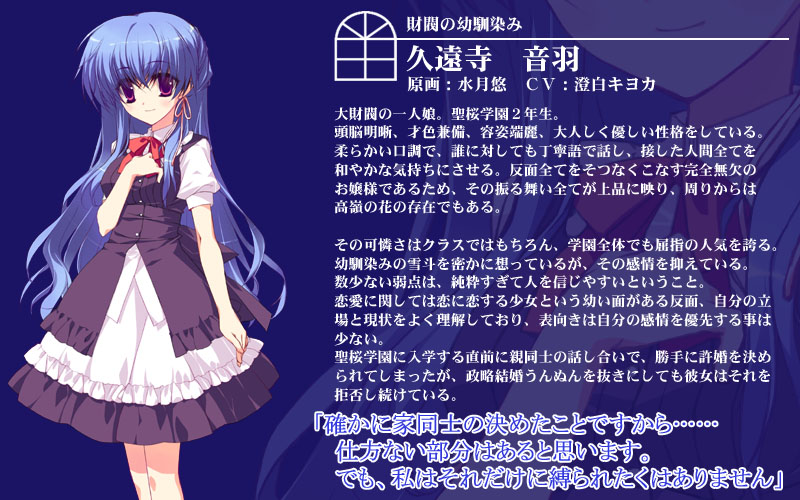 財閥の幼馴染み
久遠寺　音羽
原画：水月悠　ＣＶ：澄白キヨカ
大財閥の一人娘。聖桜学園２年生。
頭脳明晰、才色兼備、容姿端麗、大人しく優しい性格をしている。
柔らかい口調で、誰に対しても丁寧語で話し、接した人間全てを
和やかな気持ちにさせる。反面全てをそつなくこなす完全無欠の
お嬢様であるため、その振る舞い全てが上品に映り、周りからは
高嶺の花の存在でもある。
その可憐さはクラスではもちろん、学園全体でも屈指の人気を誇る。
幼馴染みの雪斗を密かに想っているが、その感情を抑えている。
数少ない弱点は、純粋すぎて人を信じやすいということ。
恋愛に関しては恋に恋する少女という幼い面がある反面、自分の立
場と現状をよく理解しており、表向きは自分の感情を優先する事は
少ない。
聖桜学園に入学する直前に親同士の話し合いで、勝手に許婚を決め
られてしまったが、政略結婚うんぬんを抜きにしても彼女はそれを
拒否し続けている。
「確かに家同士の決めたことですから……
仕方ない部分はあると思います。
でも、私はそれだけに縛られたくはありません」